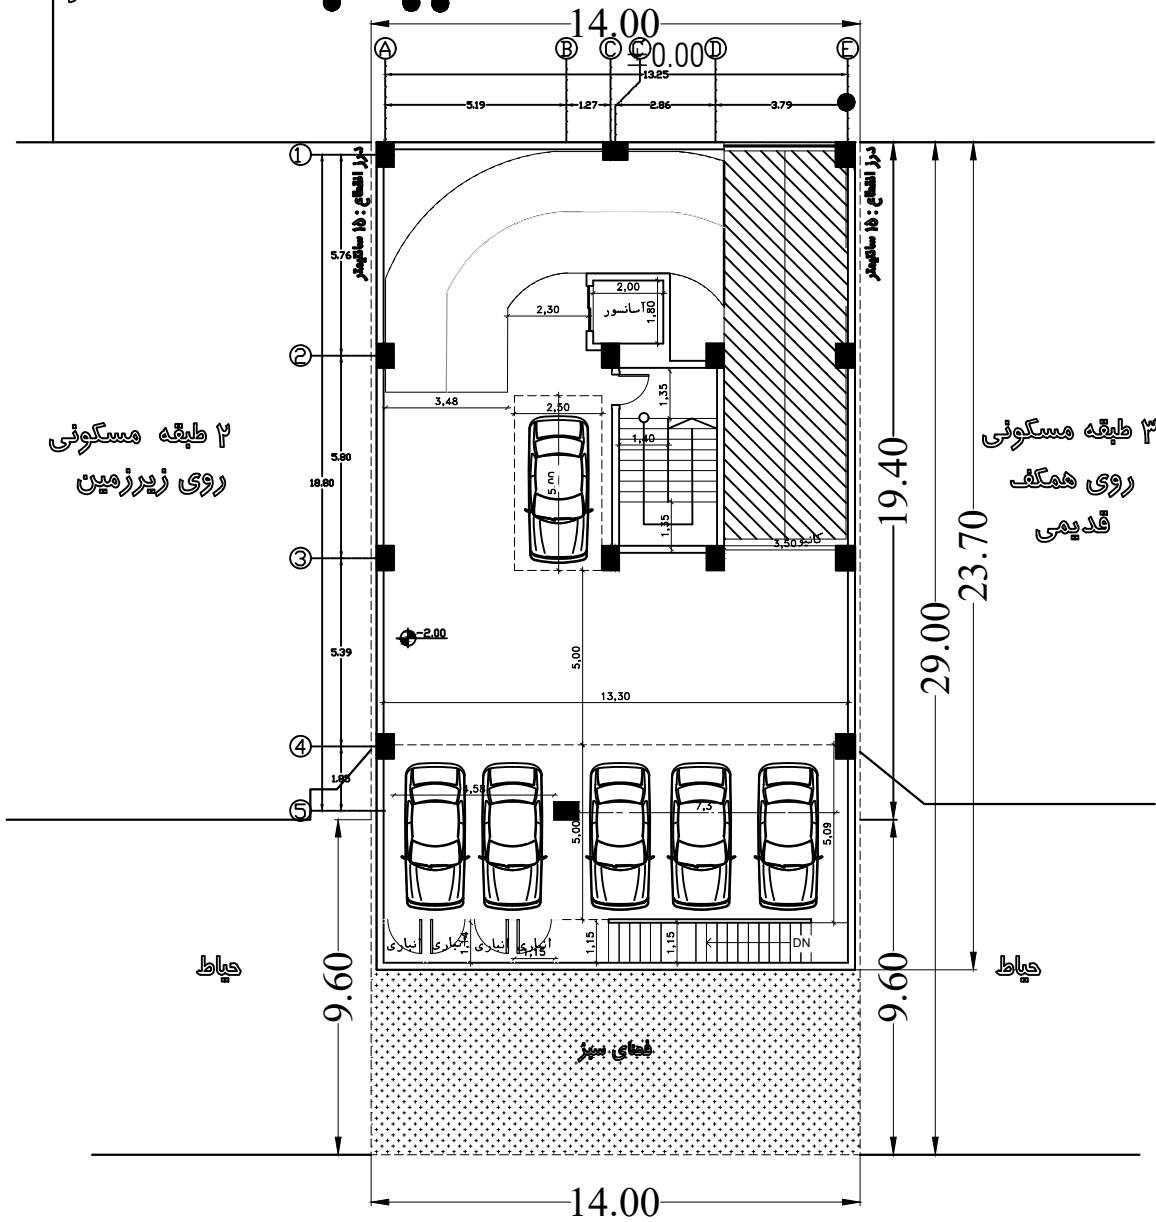 14.00
A B C C' D E
±0.00
13.25
5.19 1.27 2.86 3.79
1
درز انقطاع : ۱۵ سانتیمتر
درز انقطاع : ۱۵ سانتیمتر
5.76
2,00
آسانسور
1,80
2,30
2
3,48
2,50
1,35
1,40
5,00
1,35
۲ طبقه مسکونی
روی زیرزمین
۳ طبقه مسکونی
روی همکف
قدیمی
5.80
18.80
19.40
23.70
29.00
3,50
3
-2.00
5.39
5,00
13,30
4
1.85
4,58
7,3
5
5,00
5,09
انباری انباری انباری انباری
1,15
1,15
1,15
DN
حیاط
حیاط
9.60
9.60
فضای سبز
14.00